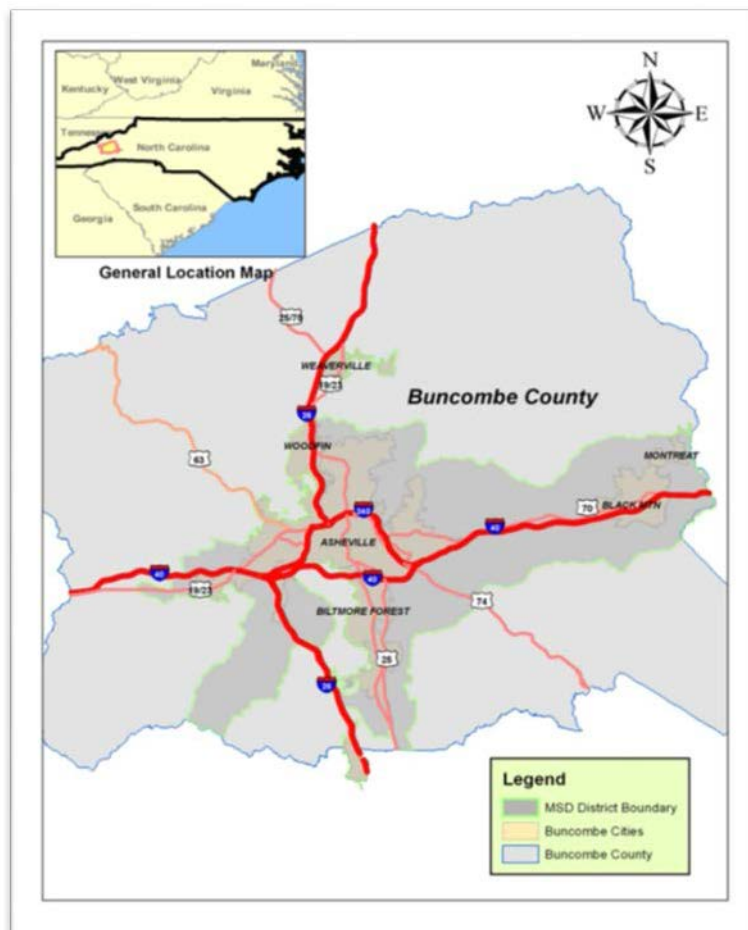 Maryland
West Virginia
Kentucky
Virginia
Tennessee
North Carolina
South Carolina
Georgia
General Location Map
N
W
E
S
25/70
WEAVERVILLE
19/23
26
Buncombe County
WOODFIN
63
MONTREAT
BLACK MTN
70
240
40
ASHEVILLE
40
40
19/23
BILTMORE FOREST
74
25
26
Legend
MSD District Boundary
Buncombe Cities
Buncombe County